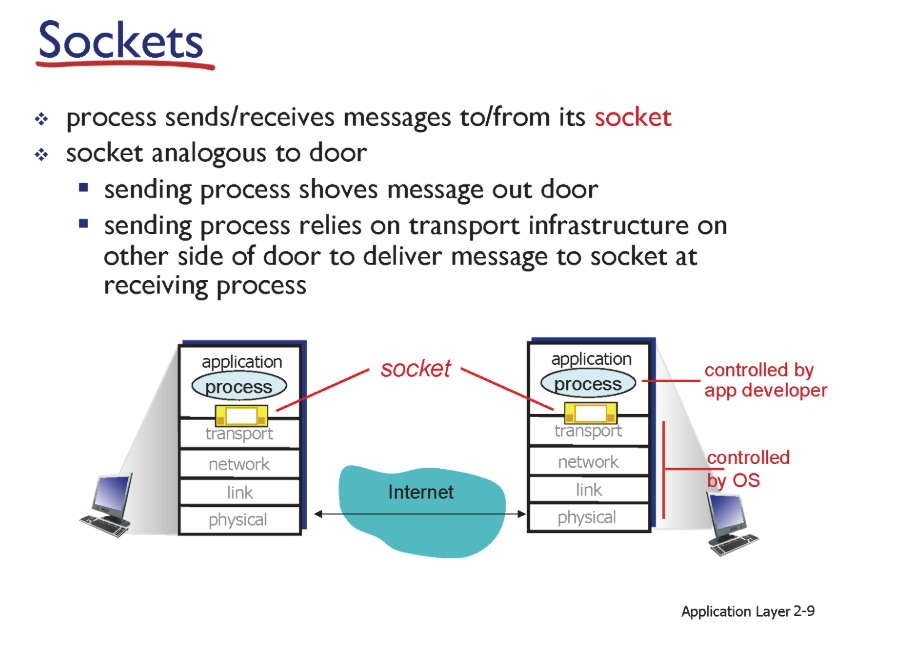 Sockets
process sends/receives messages to/from its socket
socket analogous to door
sending process shoves message out door
sending process relies on transport infrastructure on
other side of door to deliver message to socket at
receiving process
application
process
transport
network
link
physical
socket
Internet
application
process
transport
network
link
physical
controlled by
app developer
controlled
by OS
Application Layer 2-9